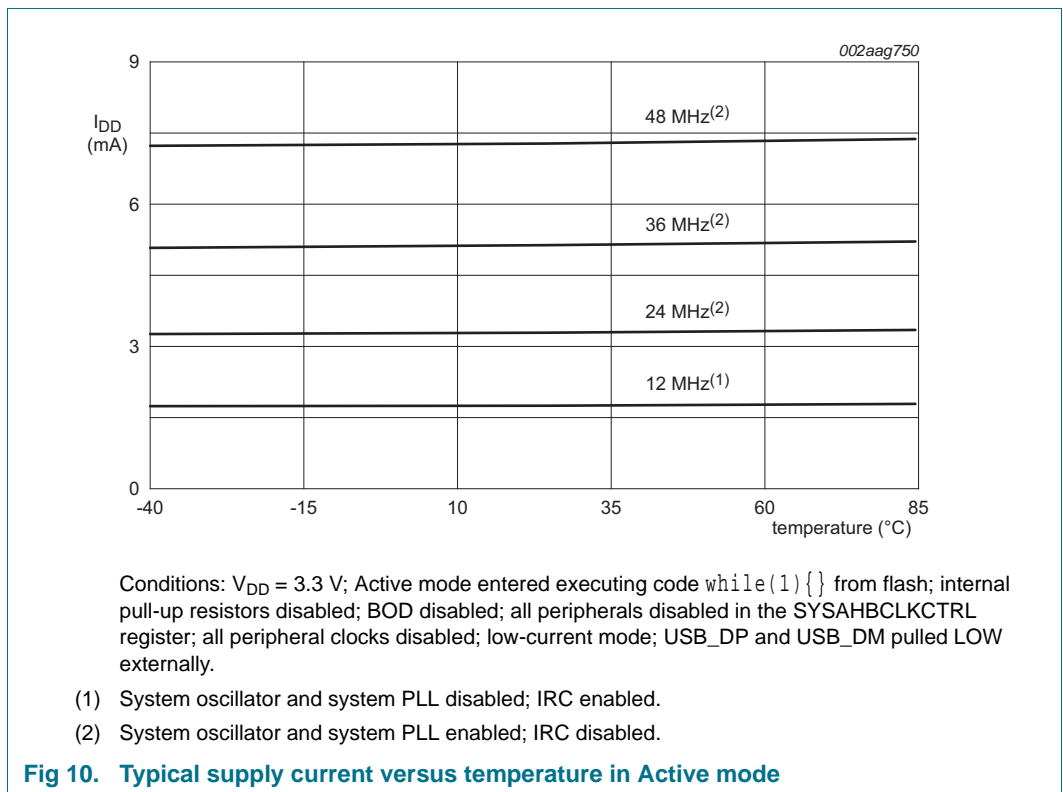 002aag750
9
IDD
(mA)
48 MHz(2)
6
36 MHz(2)
24 MHz(2)
3
12 MHz(1)
0
-40 -15 10 35 60 85
temperature (°C)
Conditions: VDD = 3.3 V; Active mode entered executing code while(1){} from flash; internal
pull-up resistors disabled; BOD disabled; all peripherals disabled in the SYSAHBCLKCTRL
register; all peripheral clocks disabled; low-current mode; USB_DP and USB_DM pulled LOW
externally.
(1) System oscillator and system PLL disabled; IRC enabled.
(2) System oscillator and system PLL enabled; IRC disabled.
Fig 10. Typical supply current versus temperature in Active mode